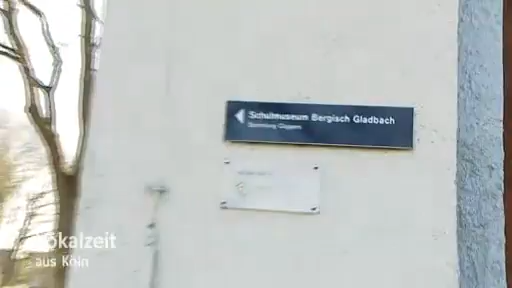 Schulmuseum Bergisch Gladbach
Sammlung Cüppers
Lokalzeit
aus Köln